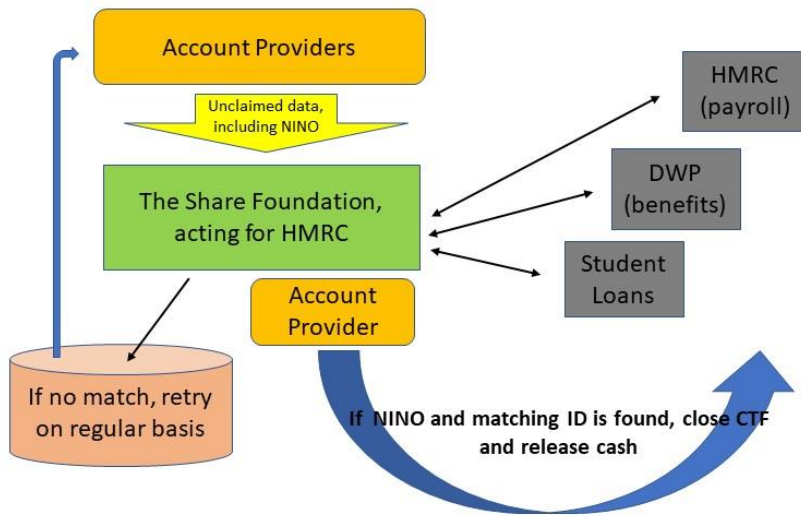 Account Providers
Unclaimed data,
including NINO
HMRC
(payroll)
The Share Foundation,
acting for HMRC
DWP
(benefits)
Student
Loans
Account
Provider
If no match, retry
on regular basis
If NINO and matching ID is found, close CTF
and release cash